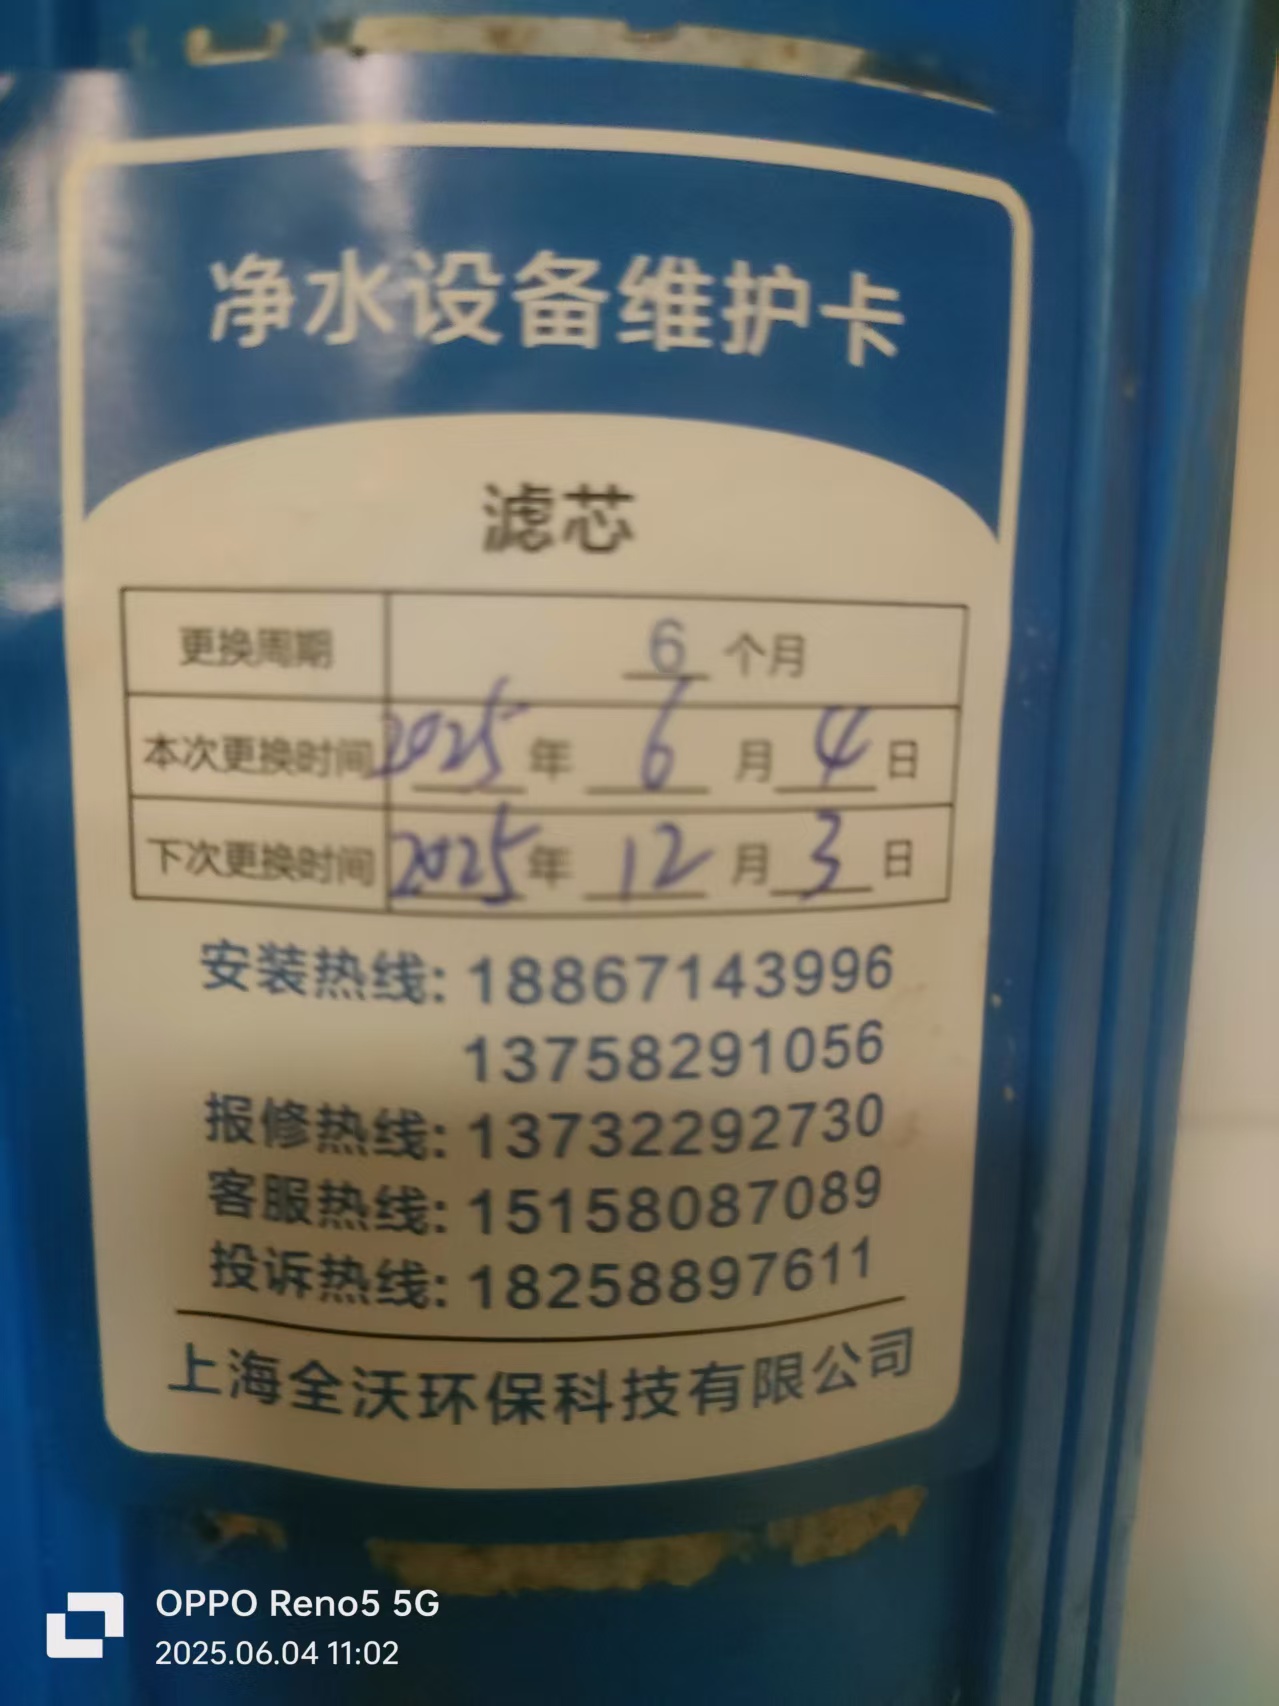 净水设备维护卡
滤芯
更换周期 6 个月
本次更换时间 2025 年 6 月 4 日
下次更换时间 2025 年 12 月 3 日
安装热线: 18867143996
13758291056
报修热线: 13732292730
客服热线: 15158087089
投诉热线: 18258897611
上海全沃环保科技有限公司
OPPO Reno5 5G
2025.06.04 11:02